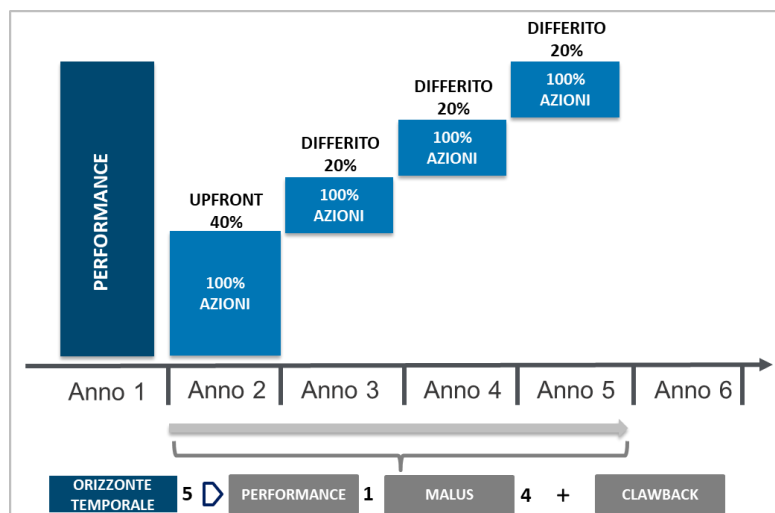 DIFFERITO
20%
100%
AZIONI
DIFFERITO
20%
100%
AZIONI
DIFFERITO
20%
100%
AZIONI
UPFRONT
40%
100%
AZIONI
PERFORMANCE
Anno 1 Anno 2 Anno 3 Anno 4 Anno 5 Anno 6
ORIZZONTE
TEMPORALE
5 PERFORMANCE 1 MALUS 4 + CLAWBACK